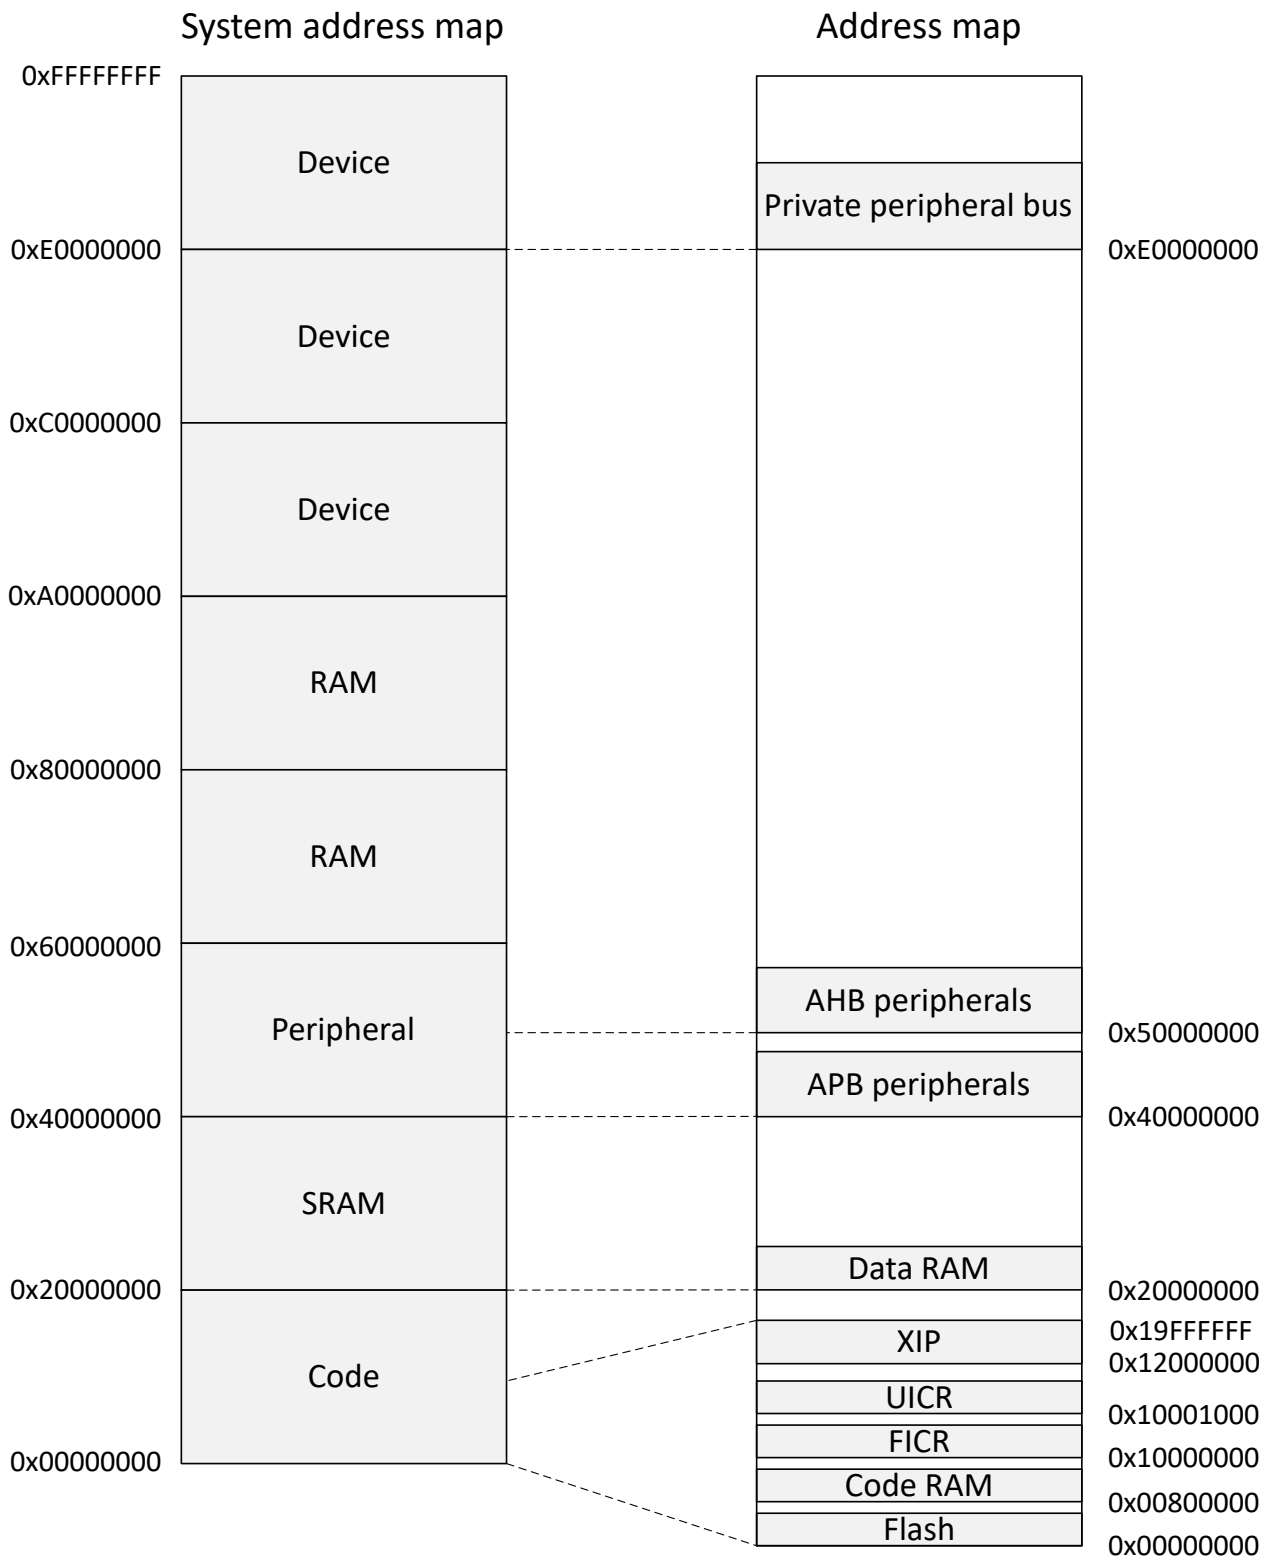 System address map
Address map
0xFFFFFFFF
Device
Private peripheral bus
0xE0000000
0xE0000000
Device
0xC0000000
Device
0xA0000000
RAM
0x80000000
RAM
0x60000000
AHB peripherals
Peripheral
0x50000000
APB peripherals
0x40000000
0x40000000
SRAM
Data RAM
0x20000000
0x20000000
0x19FFFFFF
XIP
0x12000000
Code
UICR
0x10001000
FICR
0x10000000
0x00000000
Code RAM
0x00800000
Flash
0x00000000